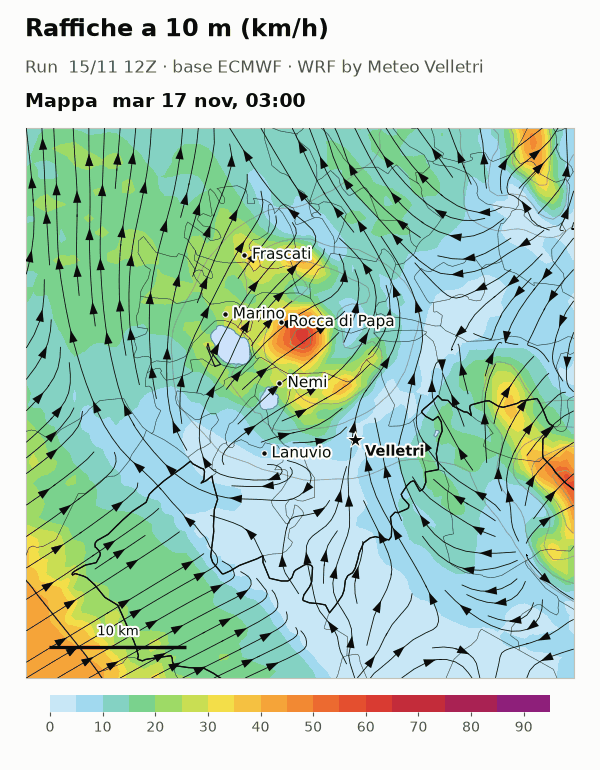 Raffiche a 10 m (km/h)
Run  15/11 12Z · base ECMWF · WRF by Meteo Velletri
Mappa  mar 17 nov, 03:00
Frascati
Marino
Rocca di Papa
Nemi
Lanuvio
Velletri
10 km
0 10 20 30 40 50 60 70 80 90